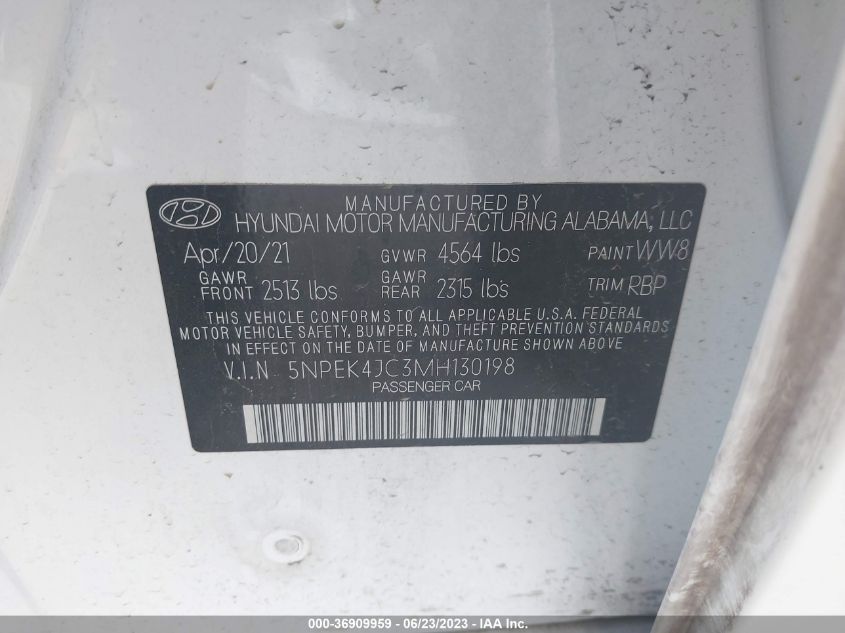 MANUFACTURED BY
HYUNDAI MOTOR MANUFACTURING ALABAMA, LLC
Apr/20/21 GVWR 4564 lbs PAINT WW8
GAWR FRONT 2513 lbs GAWR REAR 2315 lbs TRIM RBP
THIS VEHICLE CONFORMS TO ALL APPLICABLE U.S.A. FEDERAL
MOTOR VEHICLE SAFETY, BUMPER, AND THEFT PREVENTION STANDARDS
IN EFFECT ON THE DATE OF MANUFACTURE SHOWN ABOVE
V.I.N 5NPEK4JC3MH130198
PASSENGER CAR
000-36909959 - 06/23/2023 - IAA Inc.